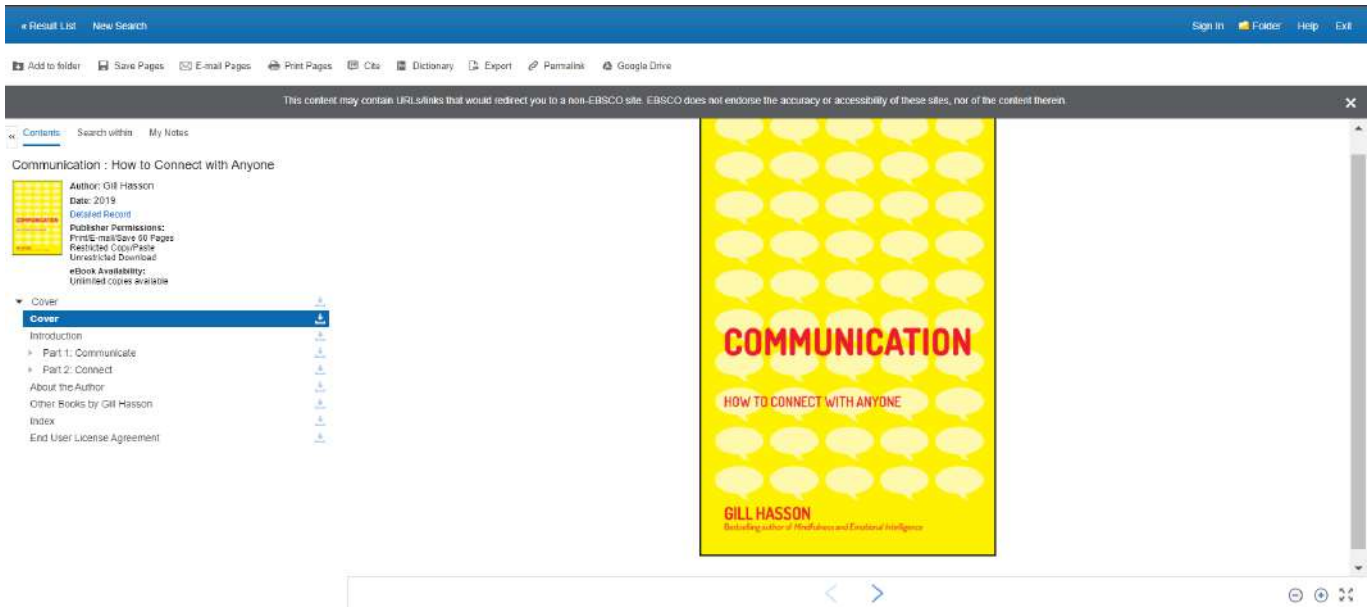 « Result List New Search Sign In Folder Help Exit
Add to folder Save Pages E-mail Pages Print Pages Cite Dictionary Export Permalink Google Drive
This content may contain URLs/links that would redirect you to a non-EBSCO site. EBSCO does not endorse the accuracy or accessibility of these sites, nor of the content therein.
« Contents Search within My Notes
Communication : How to Connect with Anyone
Author: Gill Hasson
Date: 2019
Detailed Record
Publisher Permissions:
Print/E-mail/Save 60 Pages
Restricted Copy/Paste
Unrestricted Download
eBook Availability:
Unlimited copies available
Cover
Cover
Introduction
Part 1: Communicate
Part 2: Connect
About the Author
Other Books by Gill Hasson
Index
End User License Agreement
COMMUNICATION
HOW TO CONNECT WITH ANYONE
GILL HASSON
Bestselling author of Mindfulness and Emotional Intelligence